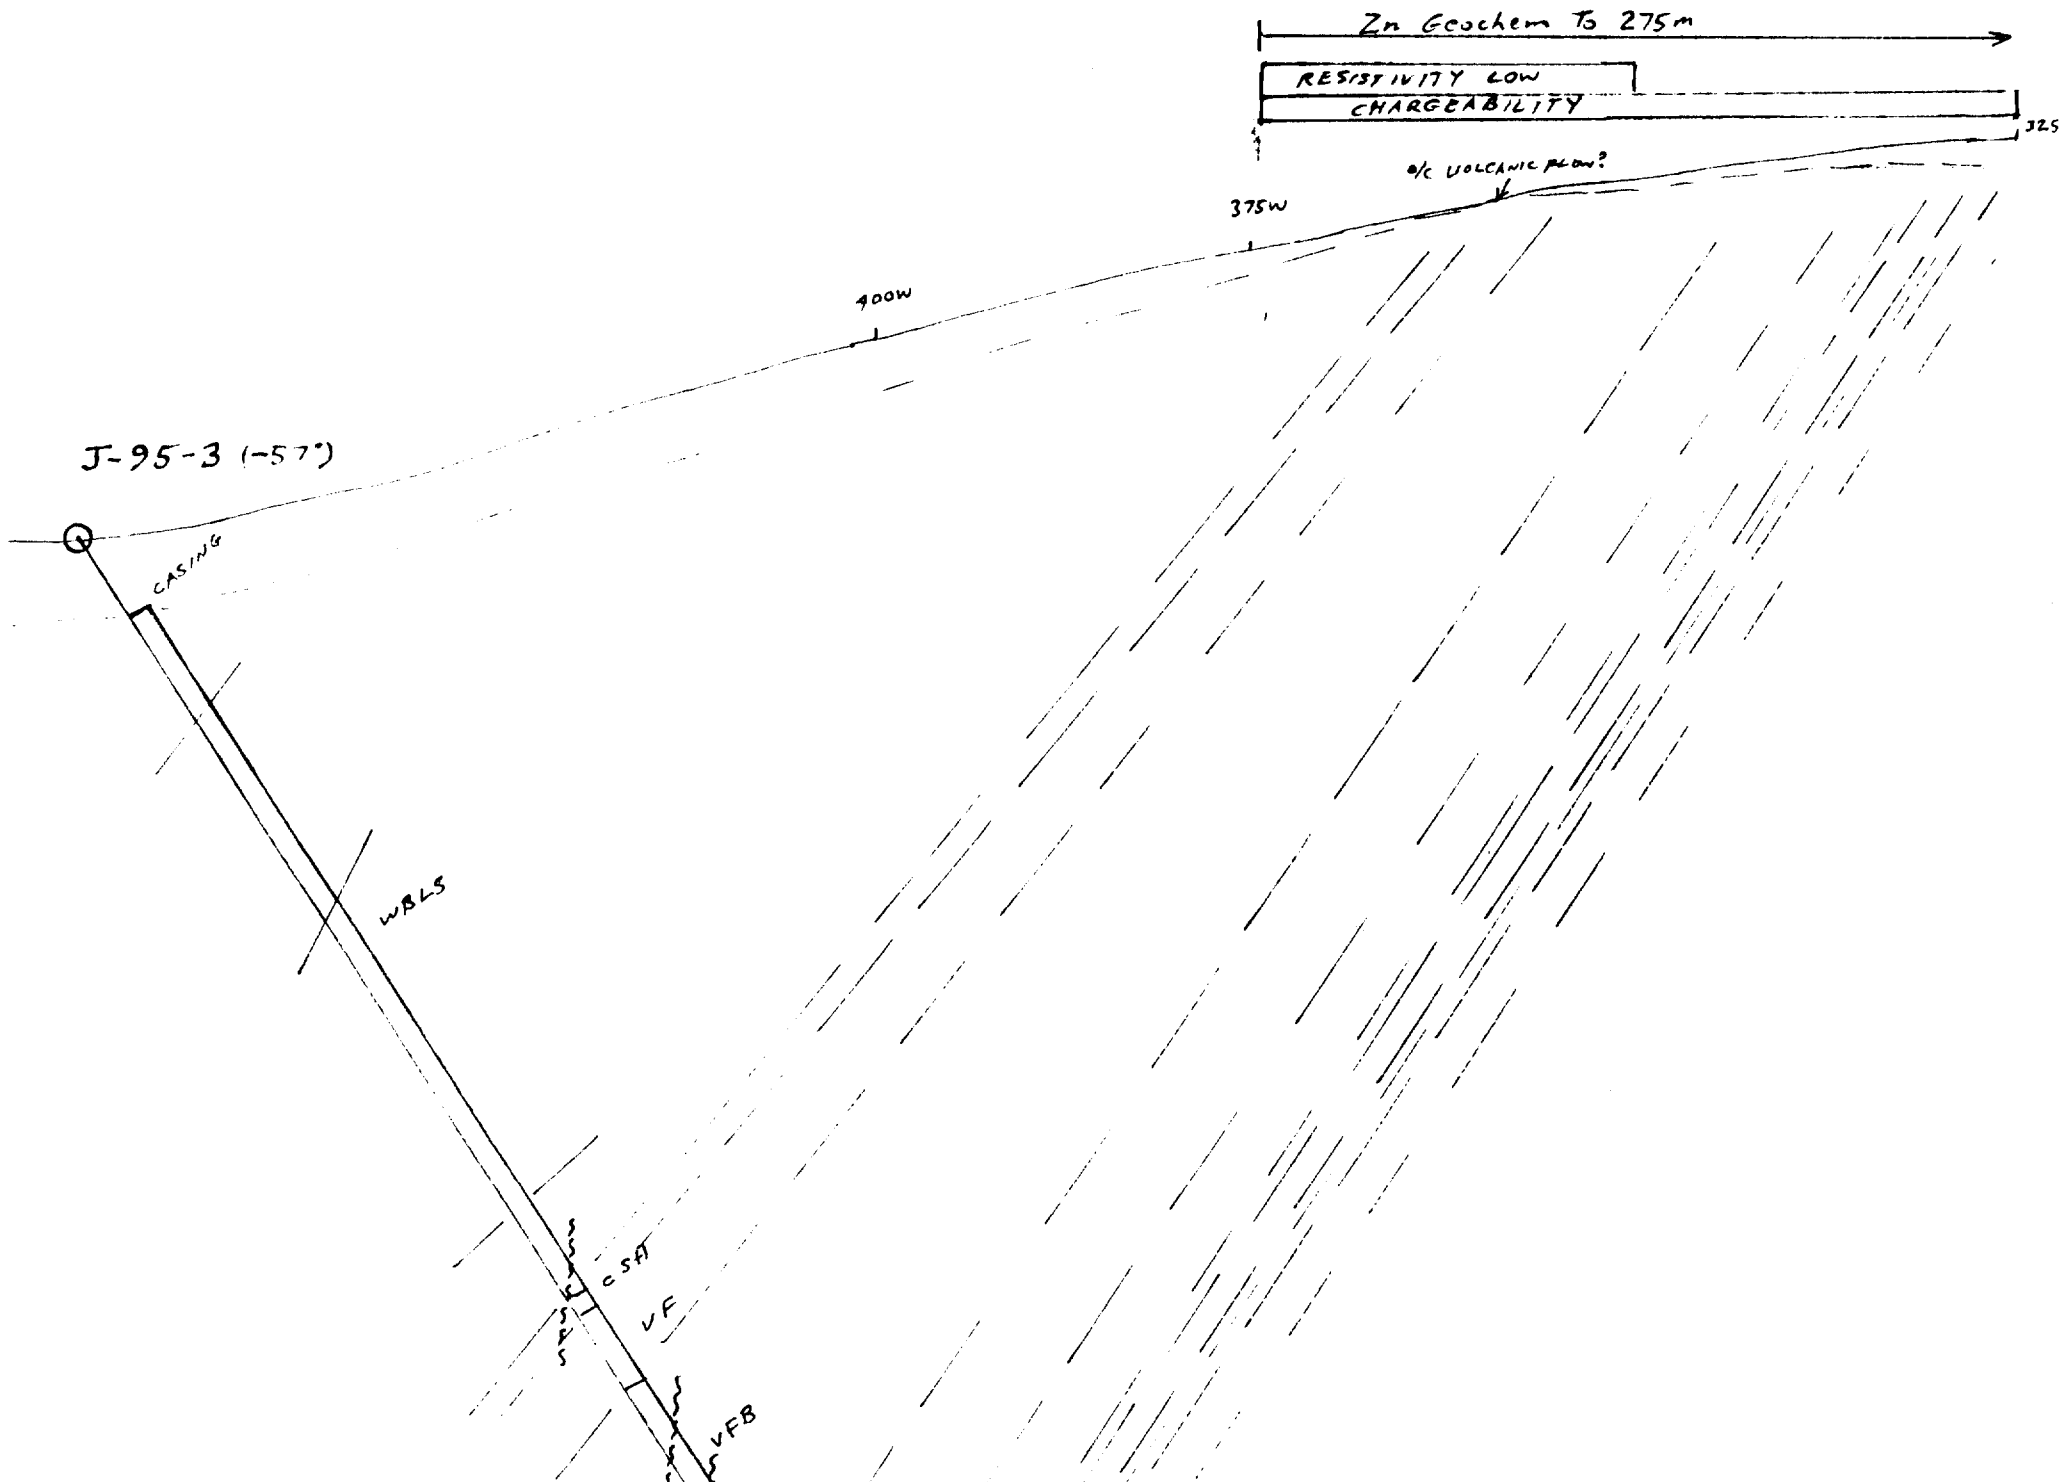 Zn Geochem To 275m
RESISTIVITY LOW
CHARGEABILITY
325
o/c VOLCANIC FLOW?
375W
400W
J-95-3 (-57°)
CASING
WBLS
CSA
VF
VFB